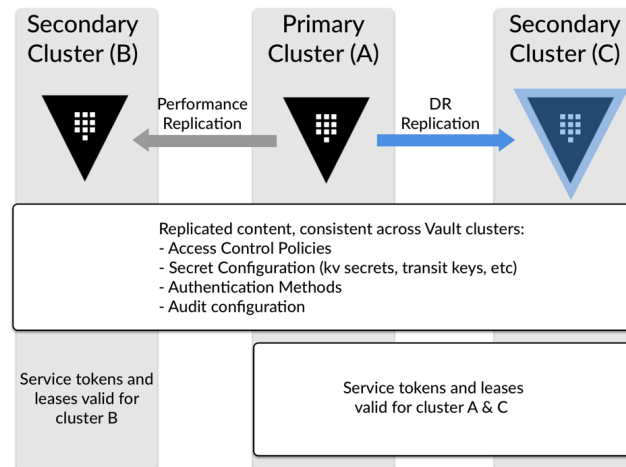 Secondary
Cluster (B)
Primary
Cluster (A)
Secondary
Cluster (C)
Performance
Replication
DR
Replication
Replicated content, consistent across Vault clusters:
- Access Control Policies
- Secret Configuration (kv secrets, transit keys, etc)
- Authentication Methods
- Audit configuration
Service tokens and
leases valid for
cluster B
Service tokens and leases
valid for cluster A & C